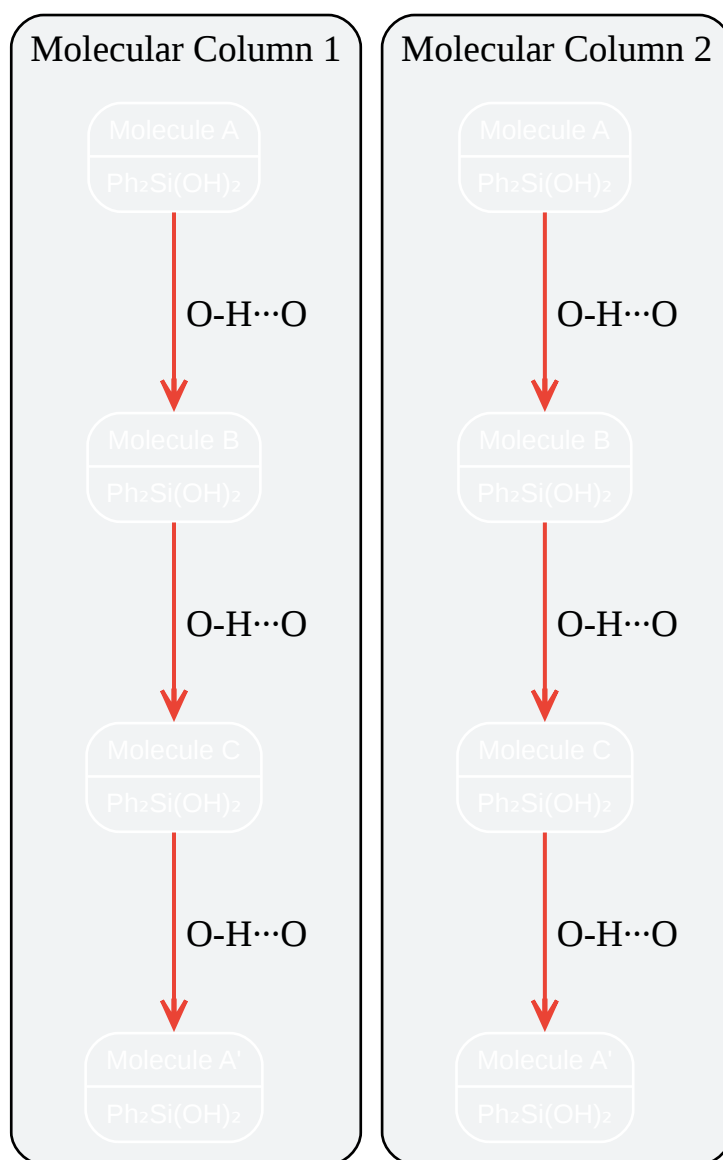 Molecular Column 1
Molecule A
Ph₂Si(OH)₂
O-H···O
Molecule B
Ph₂Si(OH)₂
O-H···O
Molecule C
Ph₂Si(OH)₂
O-H···O
Molecule A'
Ph₂Si(OH)₂
Molecular Column 2
Molecule A
Ph₂Si(OH)₂
O-H···O
Molecule B
Ph₂Si(OH)₂
O-H···O
Molecule C
Ph₂Si(OH)₂
O-H···O
Molecule A'
Ph₂Si(OH)₂